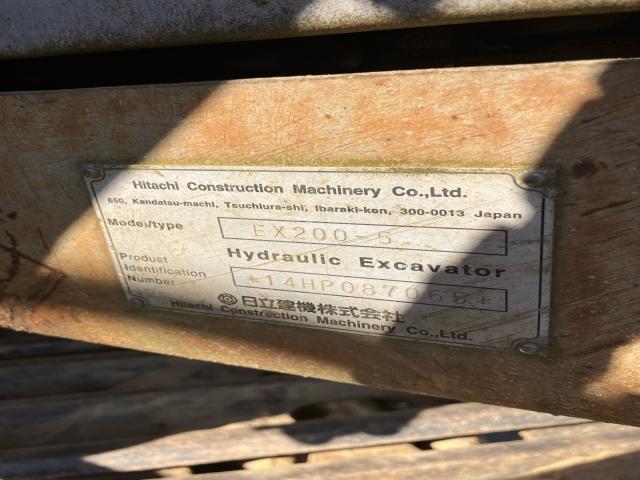 Hitachi Construction Machinery Co.,Ltd.
650, Kandatsu-machi, Tsuchiura-shi, Ibaraki-ken, 300-0013 Japan
Model/type EX200-5
Hydraulic Excavator
Product Identification Number
日立建機株式会社
Hitachi Construction Machinery Co.,Ltd.